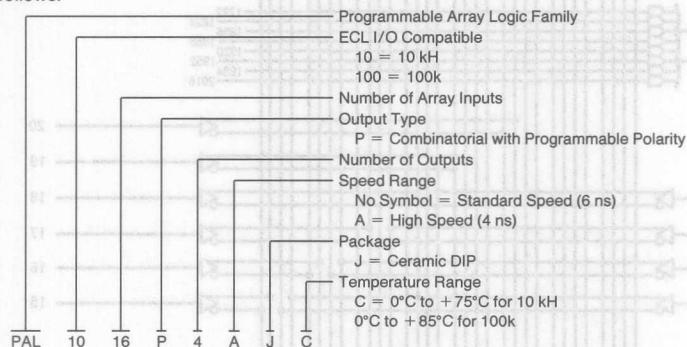 Programmable Array Logic Family
ECL I/O Compatible
10 = 10 kH
100 = 100k
Number of Array Inputs
Output Type
P = Combinatorial with Programmable Polarity
Number of Outputs
Speed Range
No Symbol = Standard Speed (6 ns)
A = High Speed (4 ns)
Package
J = Ceramic DIP
Temperature Range
C = 0°C to +75°C for 10 kH
0°C to +85°C for 100k
PAL 10 16 P 4 A J C